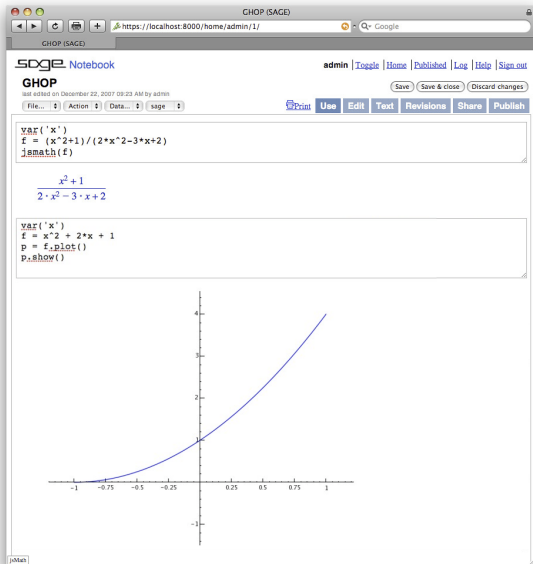 GHOP (SAGE)
https://localhost:8000/home/admin/1/
Google
GHOP (SAGE)
SAGE Notebook
admin | Toggle | Home | Published | Log | Help | Sign out
GHOP
last edited on December 22, 2007 09:23 AM by admin
Save Save & close Discard changes
File... Action Data... sage
Print Use Edit Text Revisions Share Publish
var('x')
f = (x^2+1)/(2*x^2-3*x+2)
jsmath(f)
x² + 1
2 · x² − 3 · x + 2
var('x')
f = x^2 + 2*x + 1
p = f.plot()
p.show()
4
3
2
1
-1 -0.75 -0.5 -0.25 0.25 0.5 0.75 1
-1
jsMath